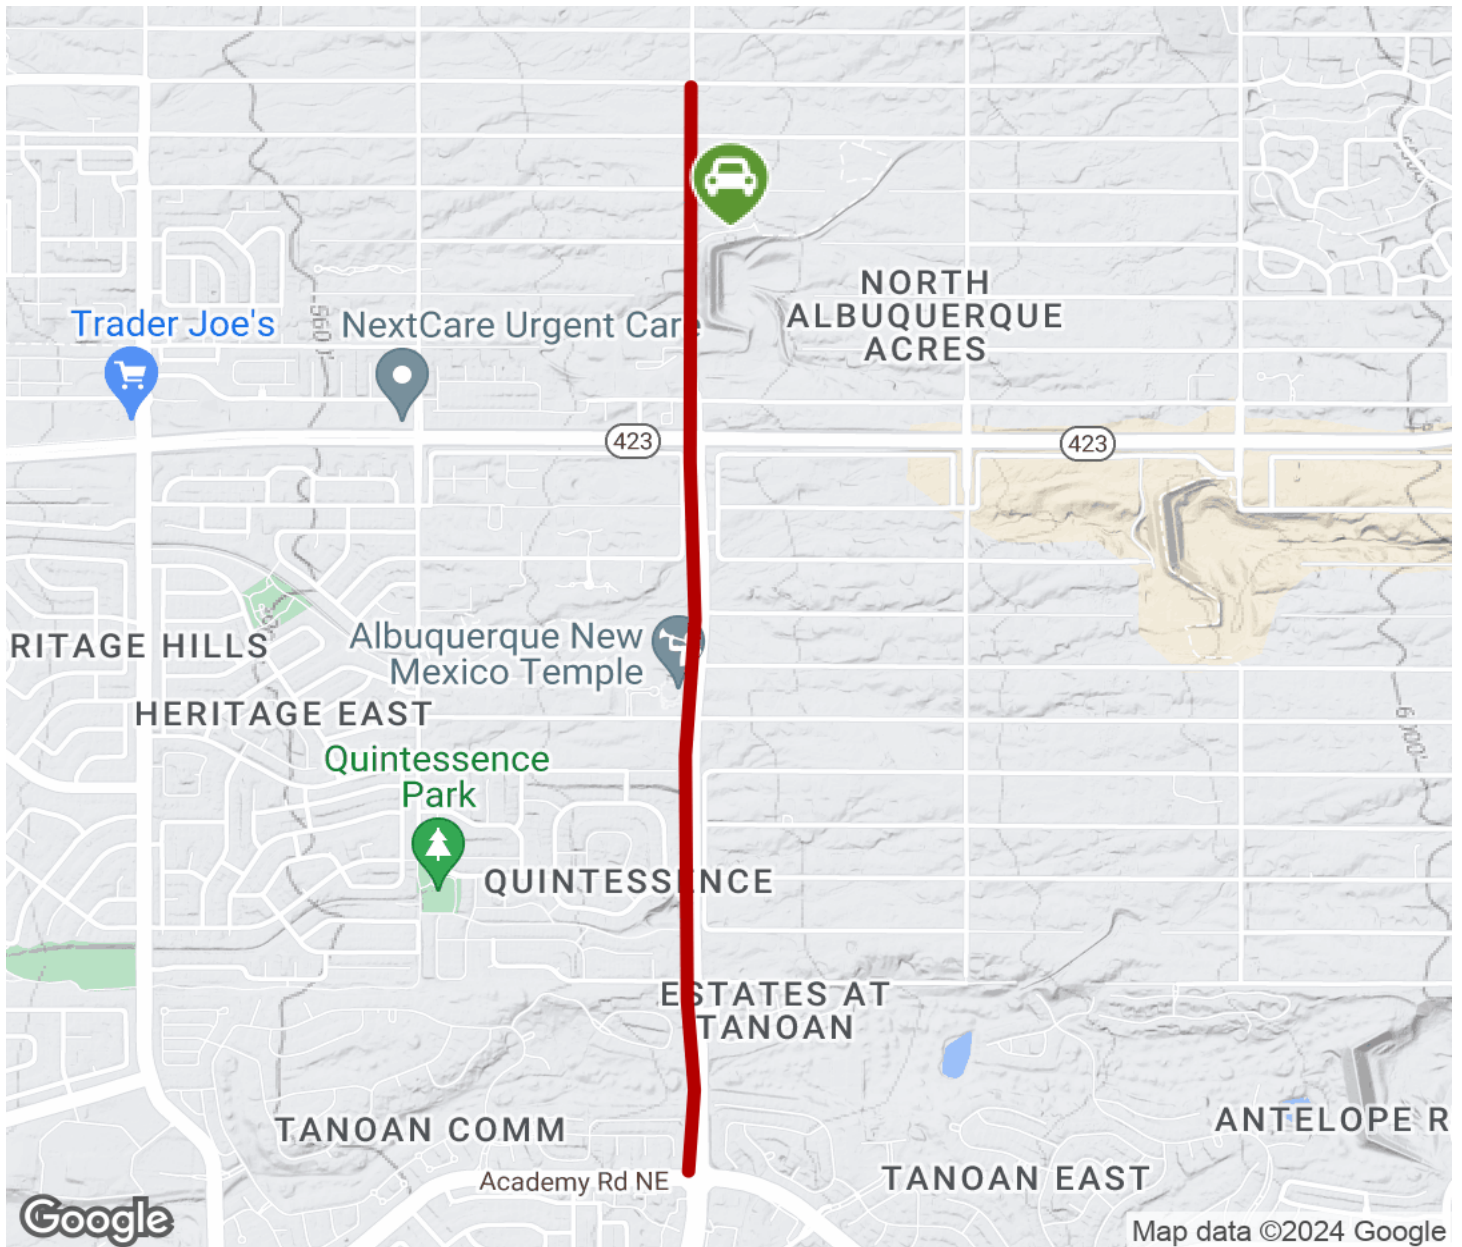 NORTH
ALBUQUERQUE
ACRES
Trader Joe's
NextCare Urgent Care
423
423
Albuquerque New
Mexico Temple
RITAGE HILLS
HERITAGE EAST
Quintessence
Park
QUINTESSENCE
ESTATES AT
TANOAN
TANOAN COMM
ANTELOPE R
Academy Rd NE
TANOAN EAST
Google
Map data ©2024 Google